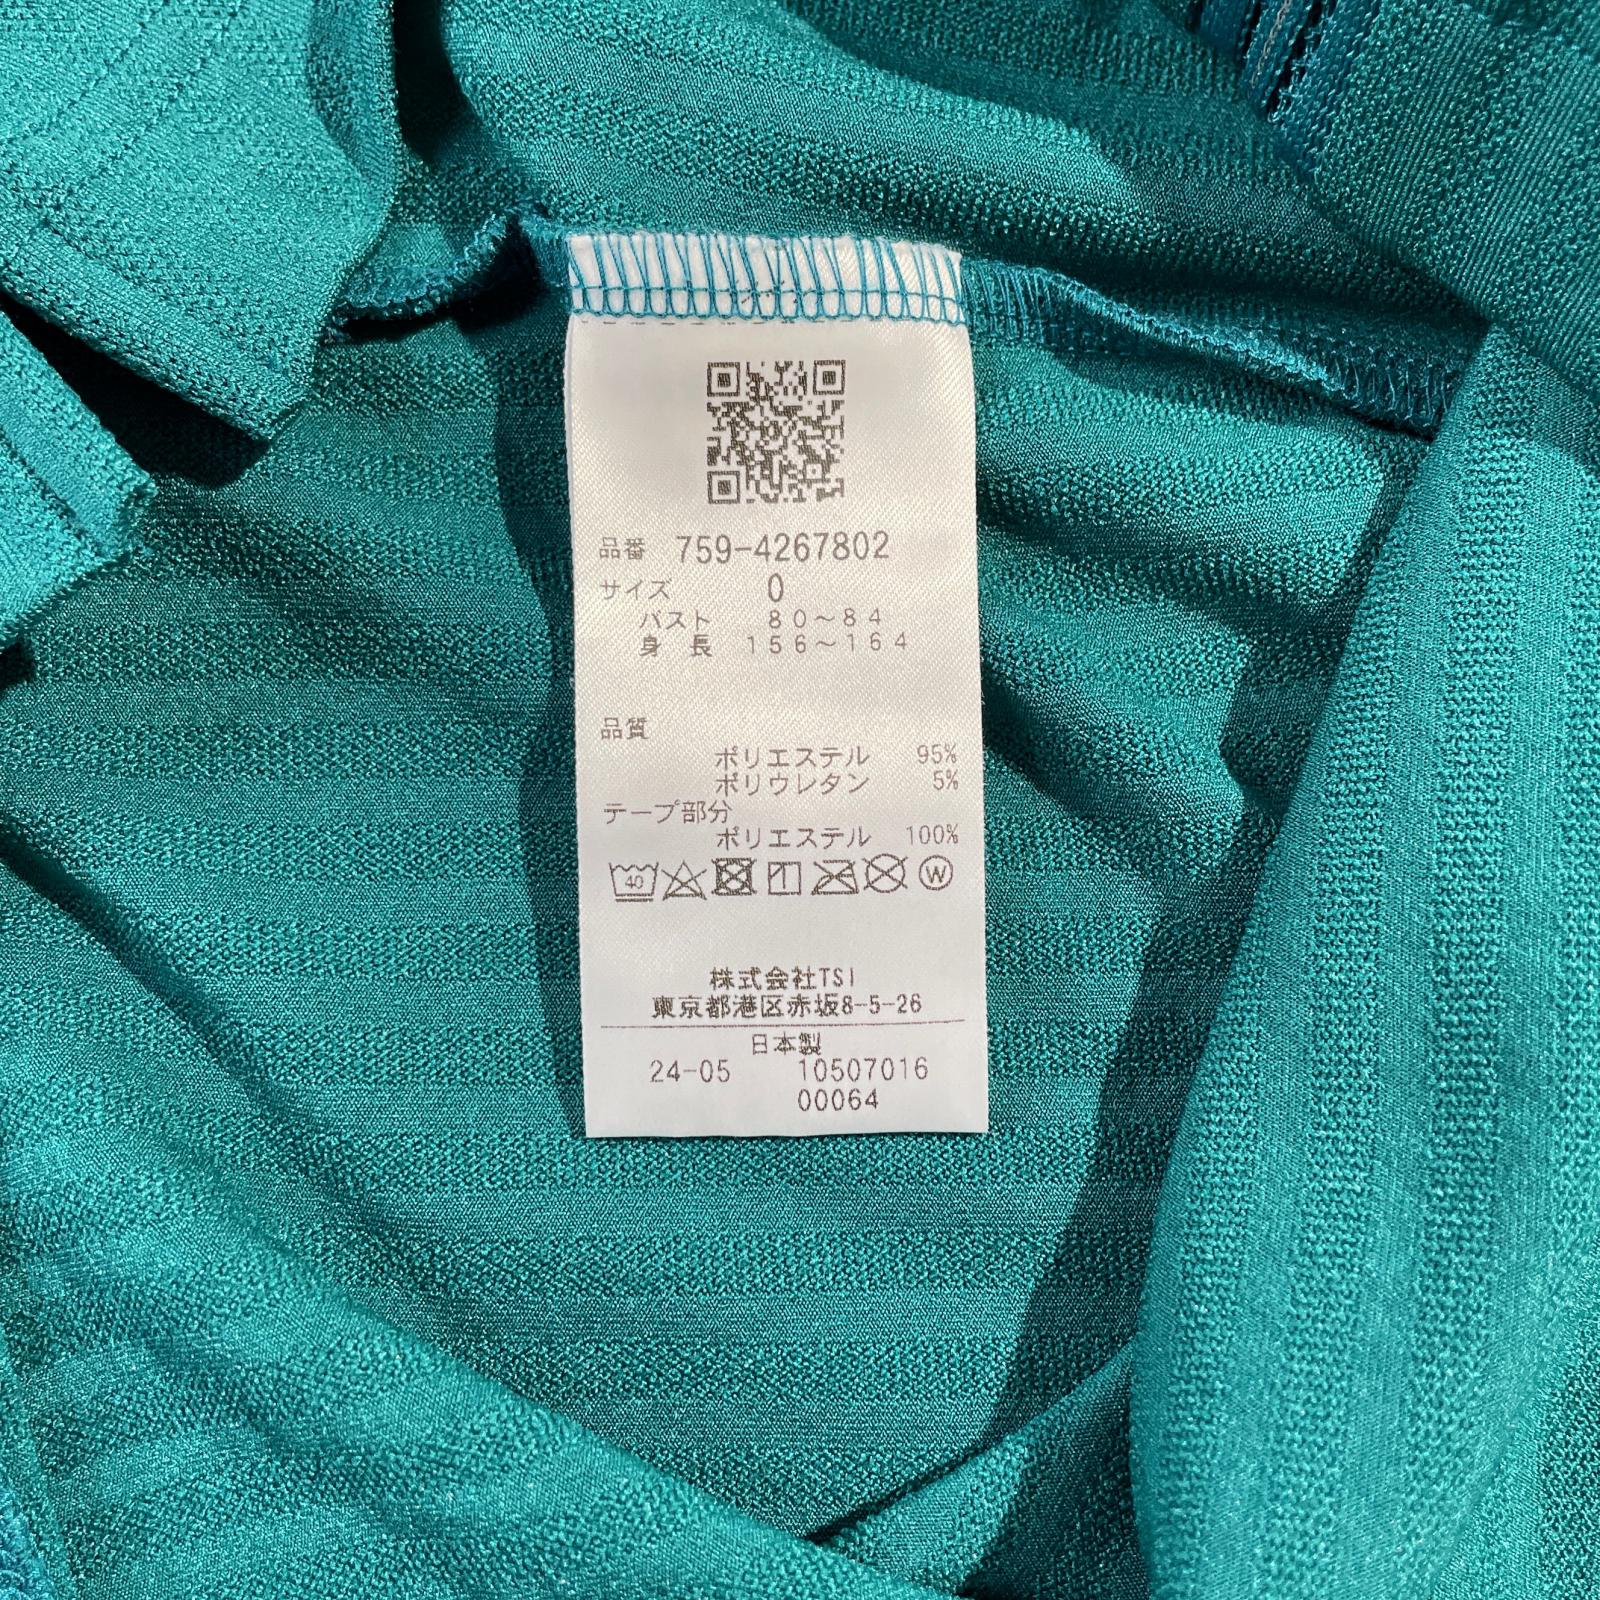 品番 759-4267802
サイズ 0
バスト 80～84
身 長 156～164
品質
ポリエステル 95%
ポリウレタン 5%
テープ部分
ポリエステル 100%
40 W
株式会社TSI
東京都港区赤坂8-5-26
日本製
24-05 10507016
00064